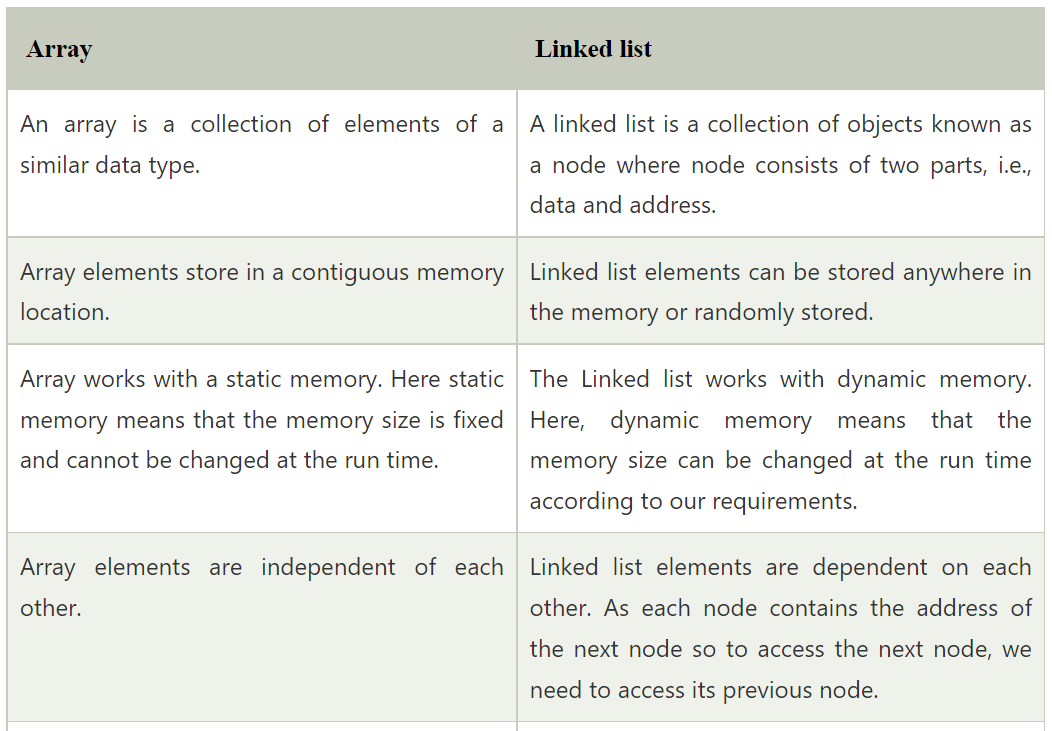 Array
Linked list
An array is a collection of elements of a
similar data type.
A linked list is a collection of objects known as
a node where node consists of two parts, i.e.,
data and address.
Array elements store in a contiguous memory
location.
Linked list elements can be stored anywhere in
the memory or randomly stored.
Array works with a static memory. Here static
memory means that the memory size is fixed
and cannot be changed at the run time.
The Linked list works with dynamic memory.
Here, dynamic memory means that the
memory size can be changed at the run time
according to our requirements.
Array elements are independent of each
other.
Linked list elements are dependent on each
other. As each node contains the address of
the next node so to access the next node, we
need to access its previous node.